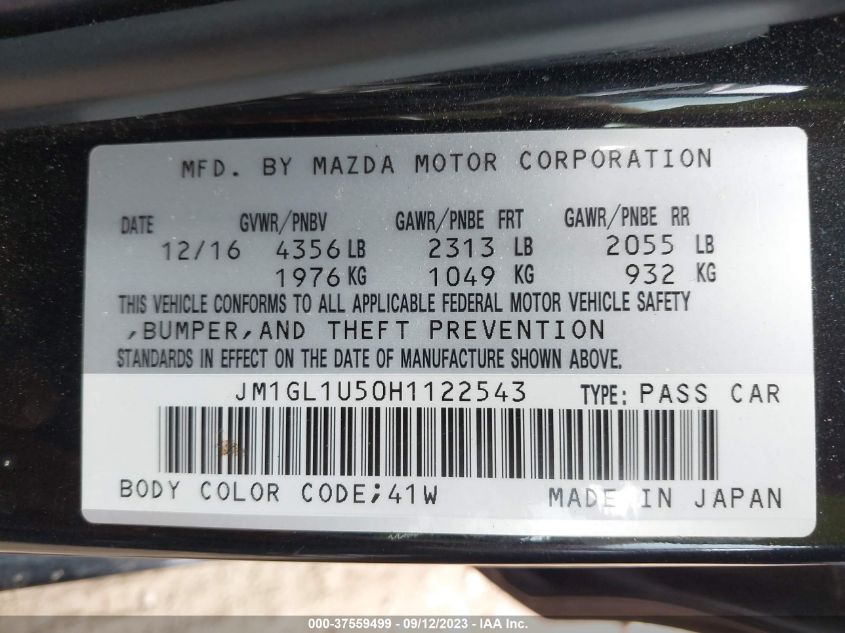 MFD. BY MAZDA MOTOR CORPORATION
DATE GVWR/PNBV GAWR/PNBE FRT GAWR/PNBE RR
12/16 4356 LB 2313 LB 2055 LB
1976 KG 1049 KG 932 KG
THIS VEHICLE CONFORMS TO ALL APPLICABLE FEDERAL MOTOR VEHICLE SAFETY
,BUMPER,AND THEFT PREVENTION
STANDARDS IN EFFECT ON THE DATE OF MANUFACTURE SHOWN ABOVE.
JM1GL1U50H1122543 TYPE: PASS CAR
BODY COLOR CODE;41W MADE IN JAPAN
000-37559499 - 09/12/2023 - IAA Inc.